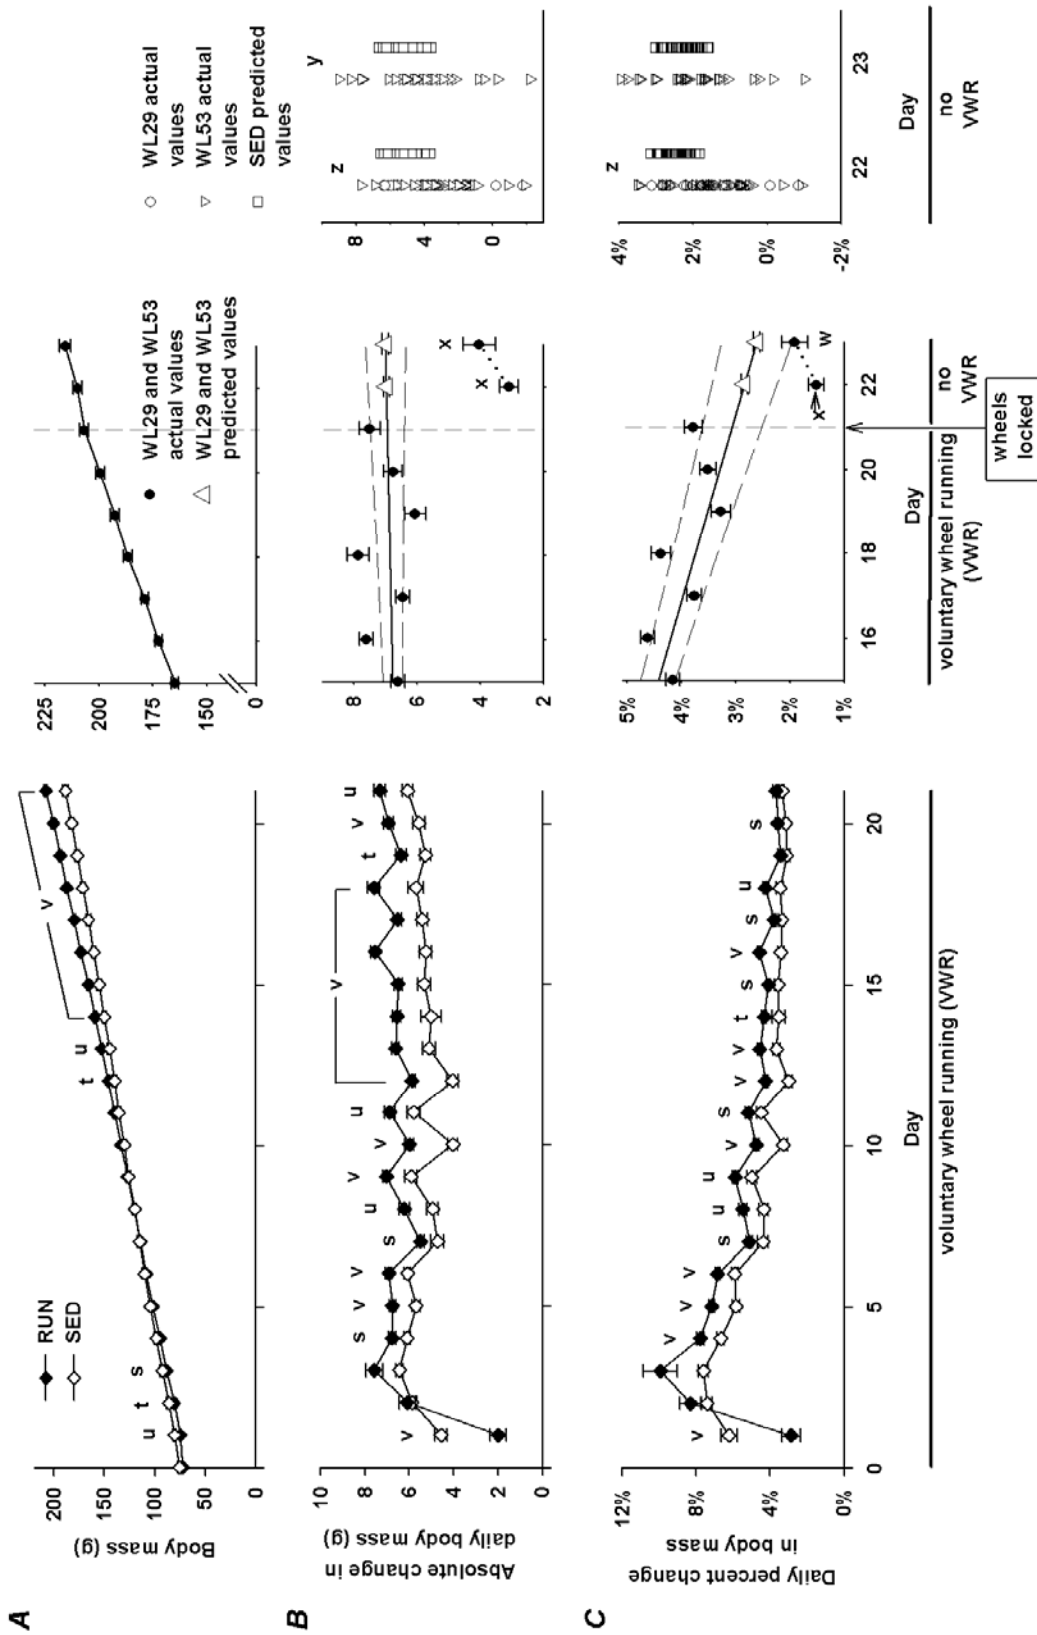 A
Body mass (g)
200
150
100
50
0
RUN
SED
u
t
s
t
u
v
225
200
175
150
0
WL29 and WL53
actual values
WL29 and WL53
predicted values
WL29 actual
values
WL53 actual
values
SED predicted
values
B
Absolute change in
daily body mass (g)
10
8
6
4
2
0
v
s
v
v
s
u
v
v
u
v
t
v
u
8
6
4
2
x
x
8
4
0
z
y
C
Daily percent change
in body mass
12%
8%
4%
0%
v
v
v
v
s
u
u
v
s
v
v
t
s
v
s
u
s
0
5
10
15
20
Day
voluntary wheel running (VWR)
5%
4%
3%
2%
1%
x
w
16
18
20
22
Day
voluntary wheel running
(VWR)
no
VWR
wheels
locked
4%
2%
0%
-2%
z
22
23
Day
no
VWR